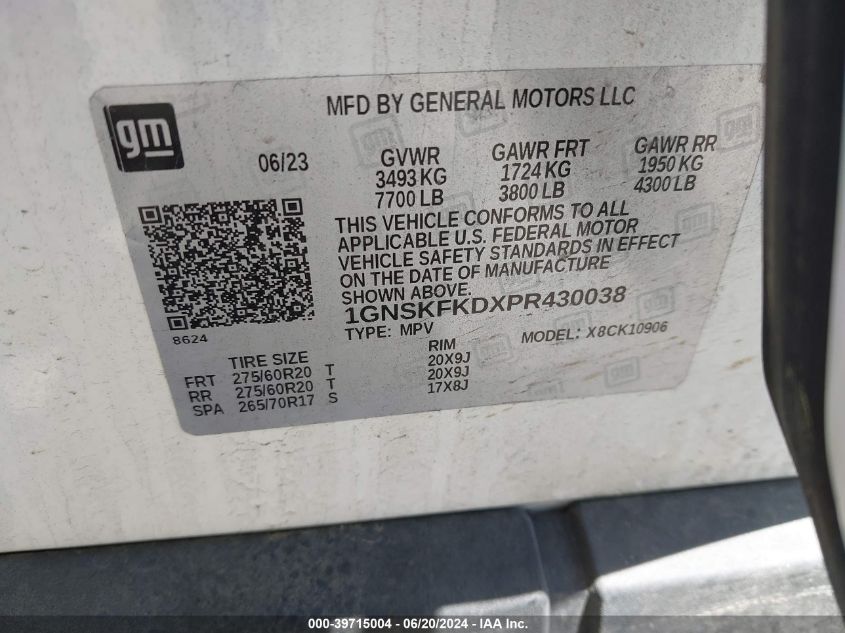 gm
MFD BY GENERAL MOTORS LLC
06/23
GVWR
3493 KG
7700 LB
GAWR FRT
1724 KG
3800 LB
GAWR RR
1950 KG
4300 LB
THIS VEHICLE CONFORMS TO ALL
APPLICABLE U.S. FEDERAL MOTOR
VEHICLE SAFETY STANDARDS IN EFFECT
ON THE DATE OF MANUFACTURE
SHOWN ABOVE.
1GNSKFKDXPR430038
TYPE: MPV
MODEL: X8CK10906
8624
TIRE SIZE
RIM
FRT 275/60R20 T 20X9J
RR 275/60R20 T 20X9J
SPA 265/70R17 S 17X8J
000-39715004 / 06/20/2024 - IAA Inc.